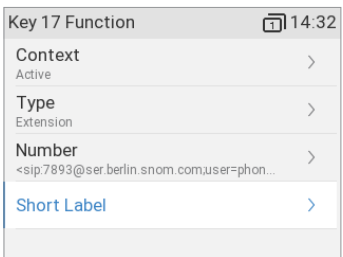 Key 17 Function 1 14:32
Context
Active
Type
Extension
Number
<sip:7893@ser.berlin.snom.com;user=phon...
Short Label